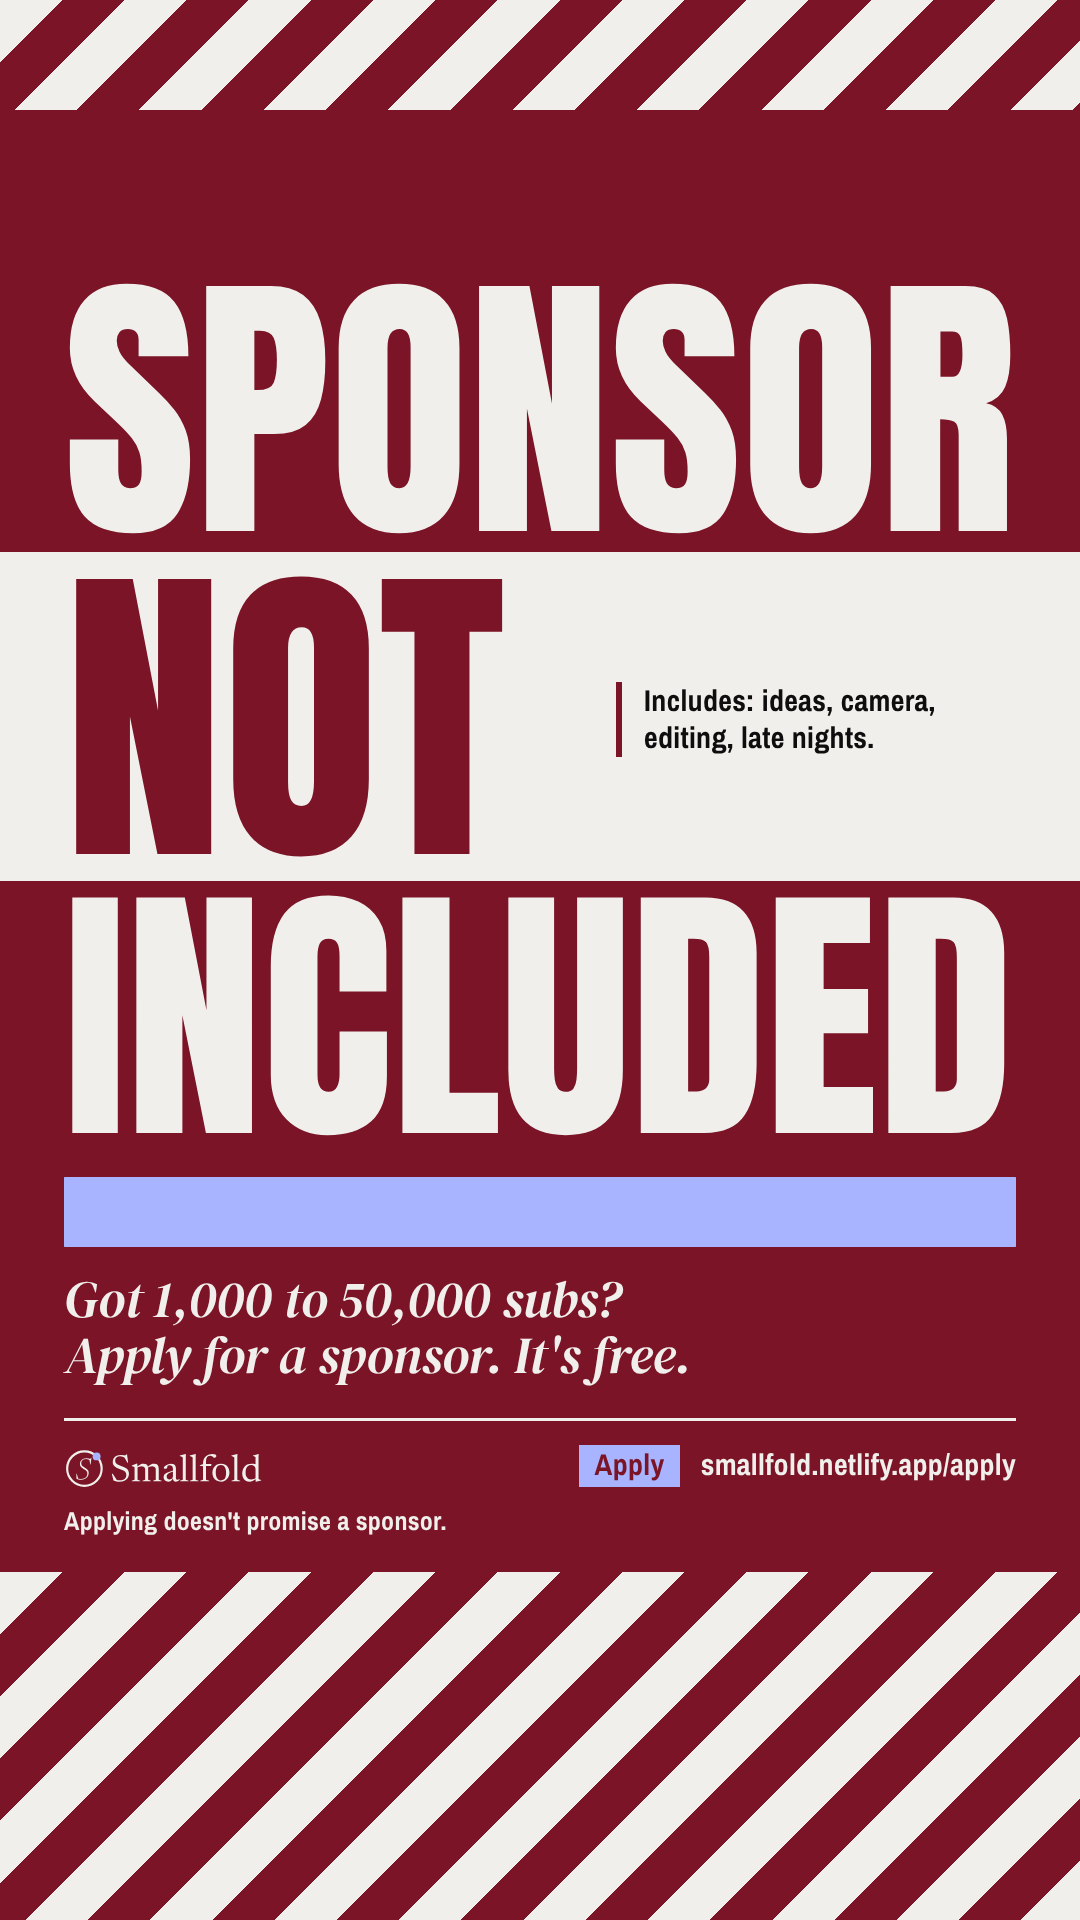 SPONSOR
NOT
Includes: ideas, camera,
editing, late nights.
INCLUDED
Got 1,000 to 50,000 subs?
Apply for a sponsor. It's free.
S Smallfold
Apply smallfold.netlify.app/apply
Applying doesn't promise a sponsor.